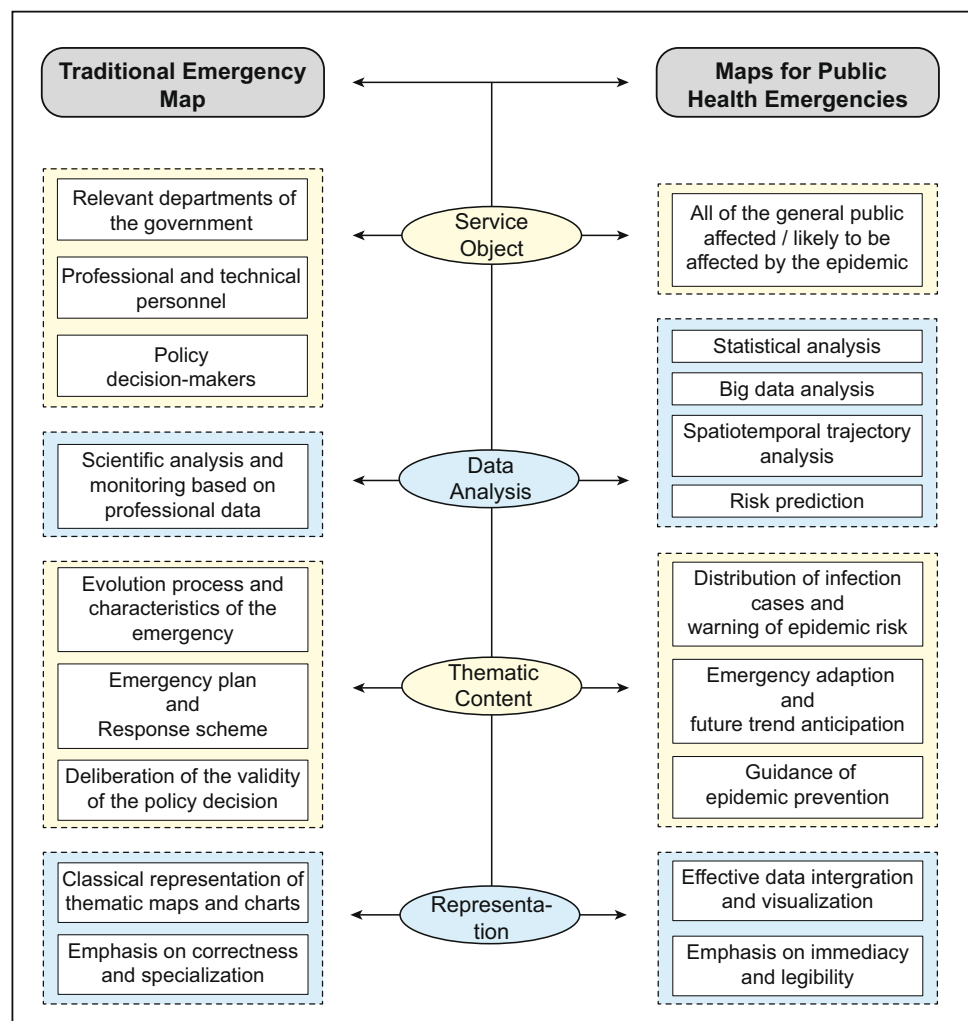 Traditional Emergency
Map
Maps for Public
Health Emergencies
Relevant departments of
the government
Professional and technical
personnel
Policy
decision-makers
Service
Object
All of the general public
affected / likely to be
affected by the epidemic
Scientific analysis and
monitoring based on
professional data
Data
Analysis
Statistical analysis
Big data analysis
Spatiotemporal trajectory
analysis
Risk prediction
Evolution process and
characteristics of the
emergency
Emergency plan
and
Response scheme
Deliberation of the validity
of the policy decision
Thematic
Content
Distribution of infection
cases and
warning of epidemic risk
Emergency adaption
and
future trend anticipation
Guidance of
epidemic prevention
Classical representation of
thematic maps and charts
Emphasis on correctness
and specialization
Representa-
tion
Effective data intergration
and visualization
Emphasis on immediacy
and legibility